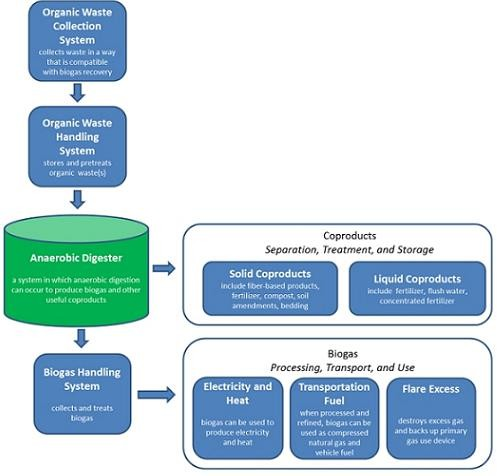 Organic Waste
Collection
System
collects waste in a way
that is compatible
with biogas recovery
Organic Waste
Handling
System
stores and pretreats
organic waste(s)
Anaerobic Digester
a system in which anaerobic digestion
can occur to produce biogas and other
useful coproducts
Coproducts
Separation, Treatment, and Storage
Solid Coproducts
include fiber-based products,
fertilizer, compost, soil
amendments, bedding
Liquid Coproducts
include fertilizer, flush water,
concentrated fertilizer
Biogas Handling
System
collects and treats
biogas
Biogas
Processing, Transport, and Use
Electricity and
Heat
biogas can be used to
produce electricity
and heat
Transportation
Fuel
when processed and
refined, biogas can be
used as compressed
natural gas and
vehicle fuel
Flare Excess
destroys excess gas
and backs up primary
gas use device